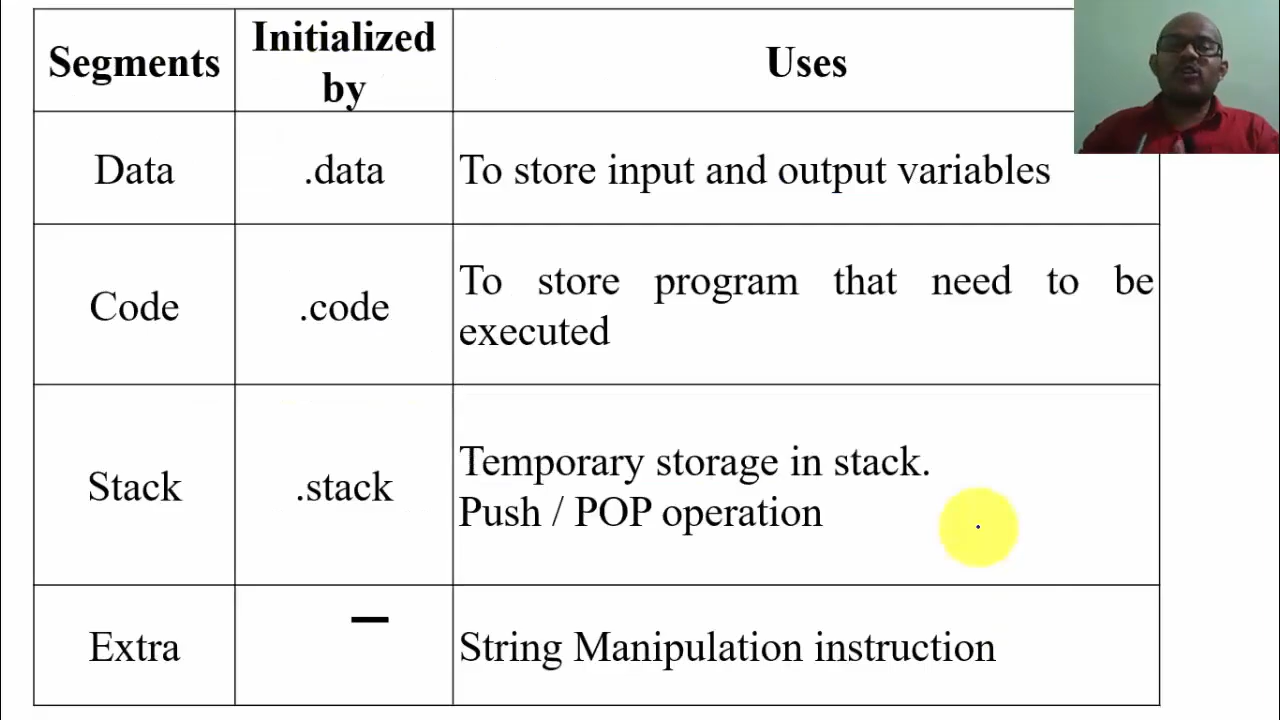 Segments
Initialized
by
Uses
Data
.data
To store input and output variables
Code
.code
To store program that need to be
executed
Stack
.stack
Temporary storage in stack.
Push / POP operation
Extra
–
String Manipulation instruction